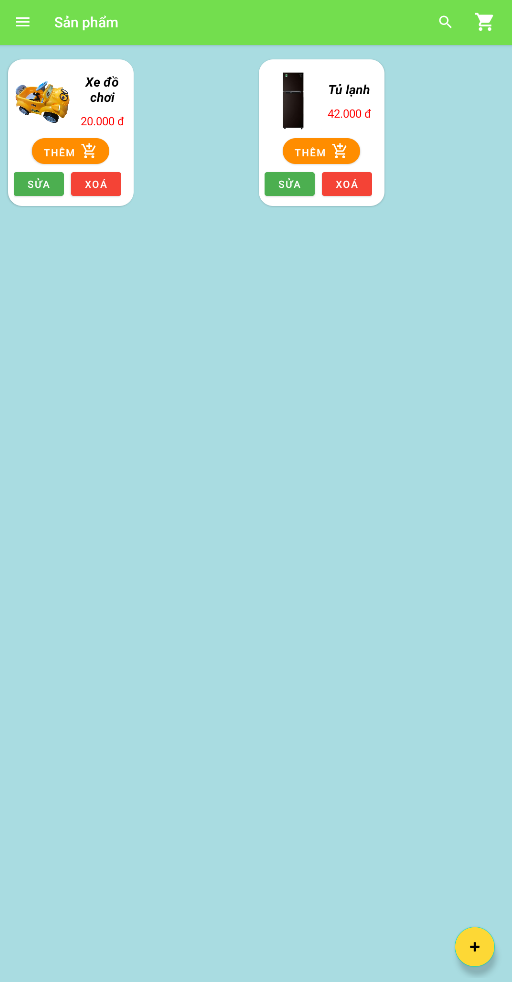 Sản phẩm
Xe đồ
chơi
20.000 đ
THÊM
SỬA XOÁ
Tủ lạnh
42.000 đ
THÊM
SỬA XOÁ
+